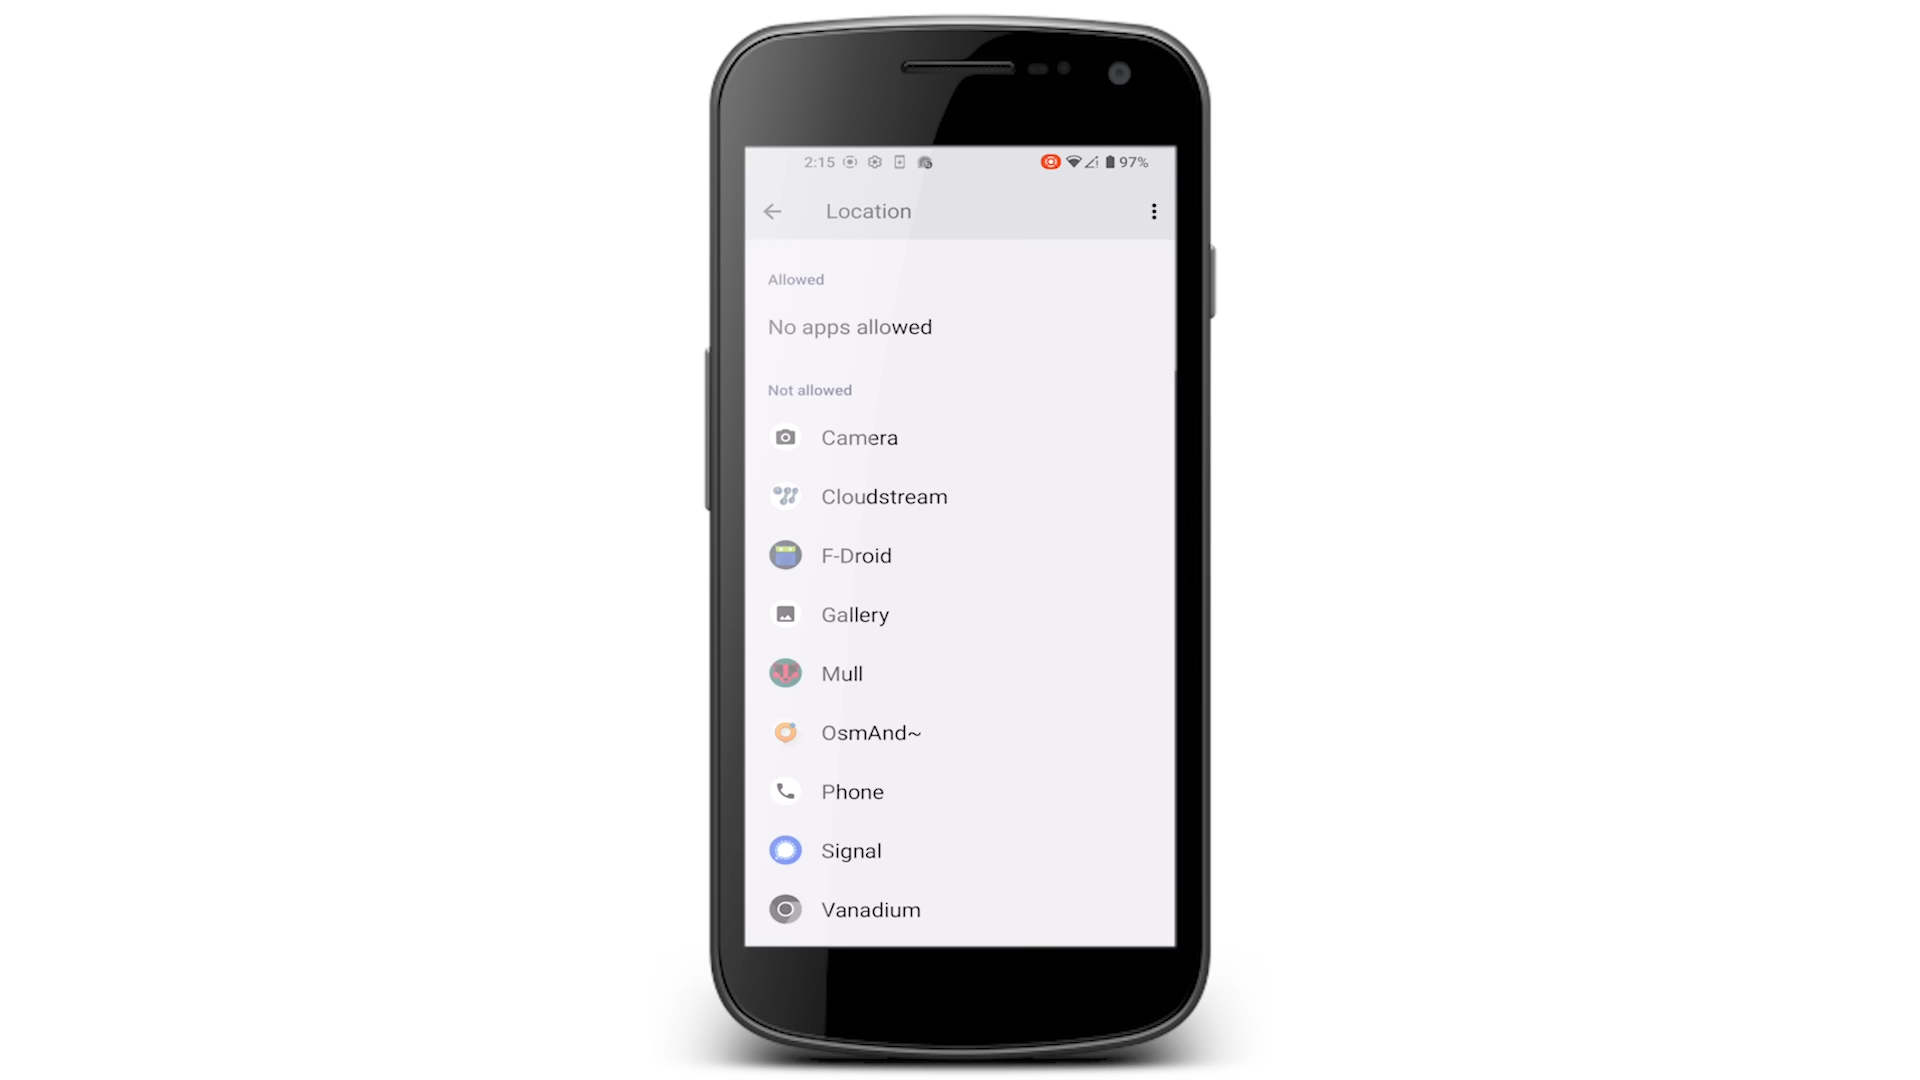 2:15 97%
Location
Allowed
No apps allowed
Not allowed
Camera
Cloudstream
F-Droid
Gallery
Mull
OsmAnd~
Phone
Signal
Vanadium